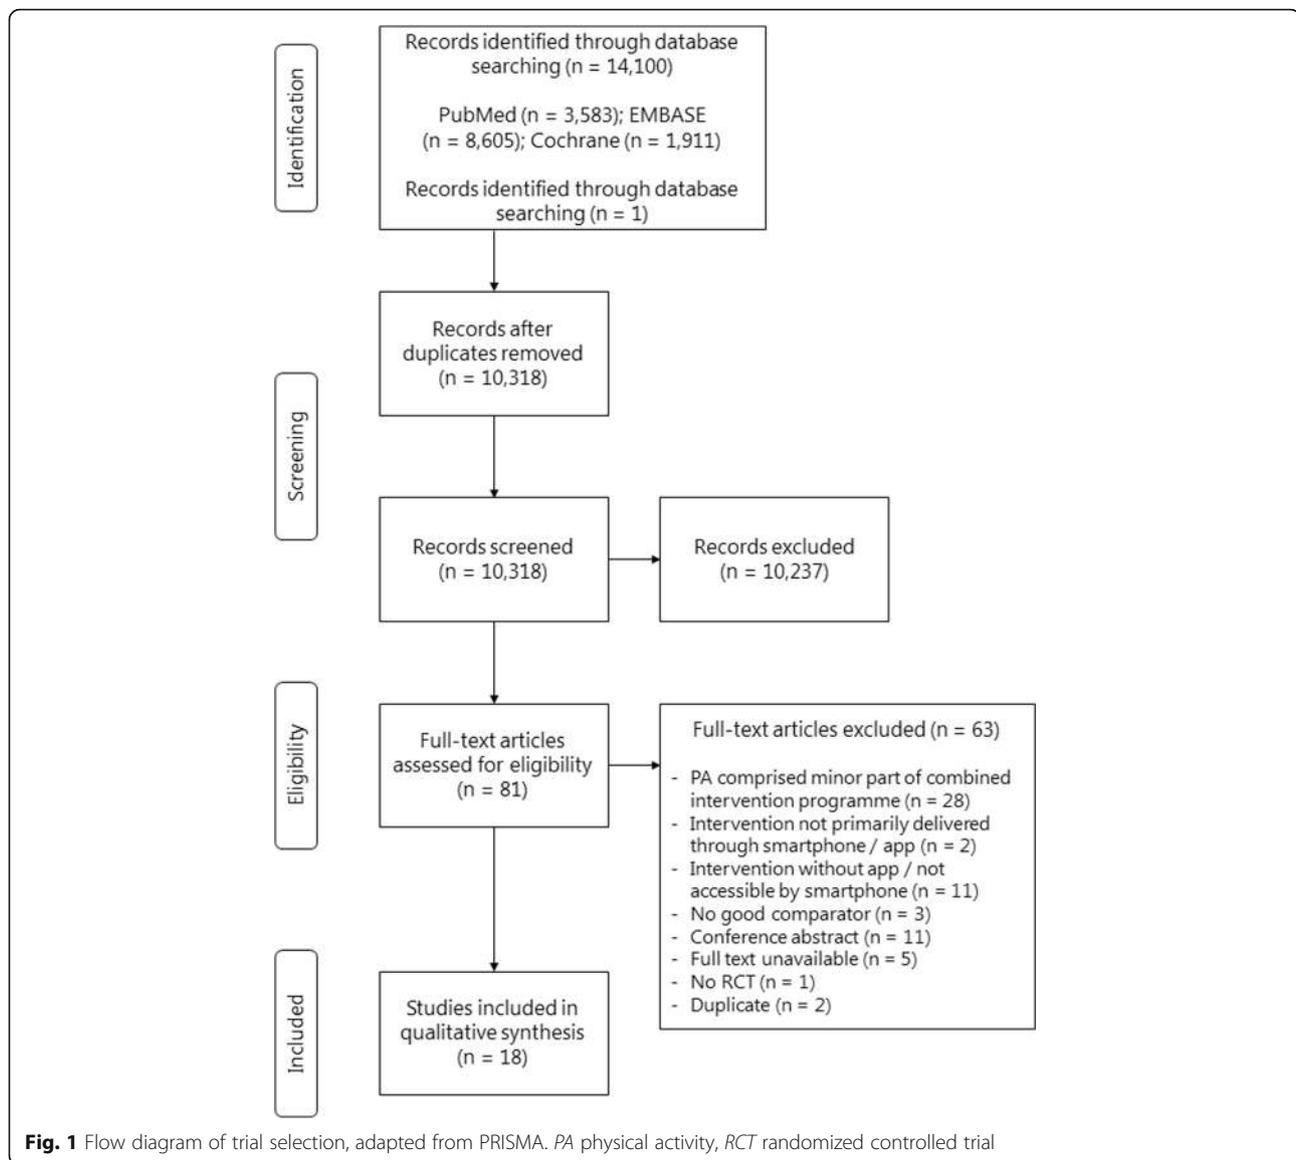 Identification
Records identified through database
searching (n = 14,100)
PubMed (n = 3,583); EMBASE
(n = 8,605); Cochrane (n = 1,911)
Records identified through database
searching (n = 1)
Screening
Records after
duplicates removed
(n = 10,318)
Records screened
(n = 10,318)
Records excluded
(n = 10,237)
Eligibility
Full-text articles
assessed for eligibility
(n = 81)
Full-text articles excluded (n = 63)
- PA comprised minor part of combined
intervention programme (n = 28)
- Intervention not primarily delivered
through smartphone / app (n = 2)
- Intervention without app / not
accessible by smartphone (n = 11)
- No good comparator (n = 3)
- Conference abstract (n = 11)
- Full text unavailable (n = 5)
- No RCT (n = 1)
- Duplicate (n = 2)
Included
Studies included in
qualitative synthesis
(n = 18)
Fig. 1 Flow diagram of trial selection, adapted from PRISMA. PA physical activity, RCT randomized controlled trial